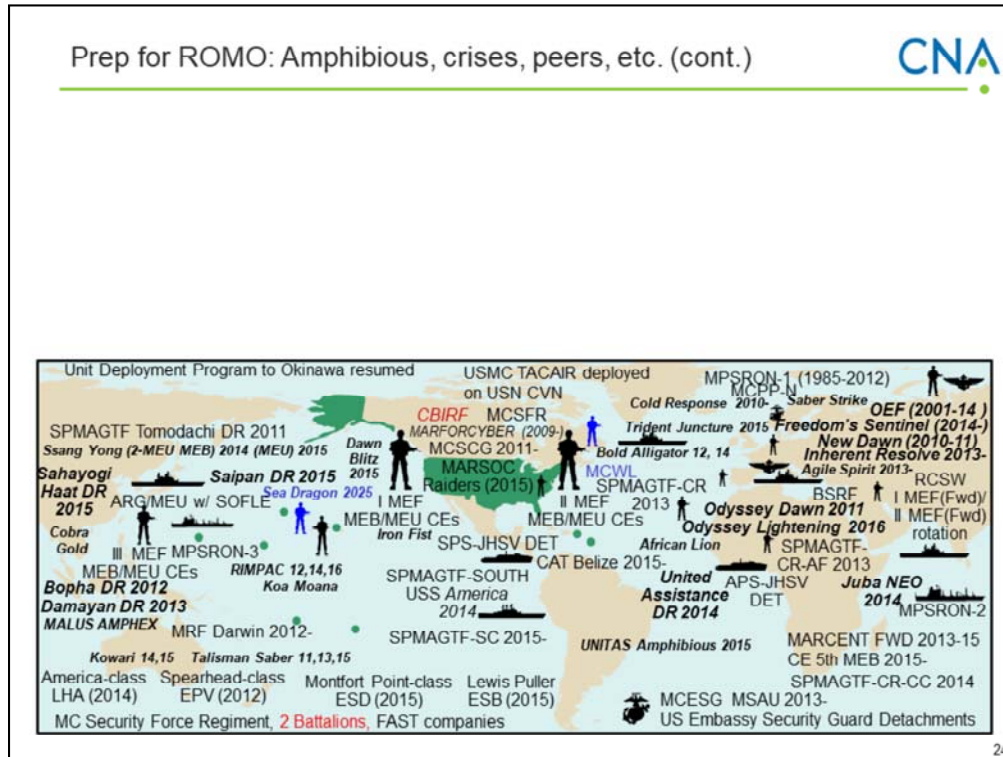 Prep for ROMO: Amphibious, crises, peers, etc. (cont.)
CNA
Unit Deployment Program to Okinawa resumed
USMC TACAIR deployed
on USN CVN
MPSRON-1 (1985-2012)
MCPP-N
Saber Strike
Cold Response 2010-
OEF (2001-14 )
CBIRF MCSFR
MARFORCYBER (2009-)
MCSCG 2011-
Trident Juncture 2015
Freedom's Sentinel (2014-)
SPMAGTF Tomodachi DR 2011
Ssang Yong (2-MEU MEB) 2014 (MEU) 2015
Dawn
Blitz
2015
Bold Alligator 12, 14
New Dawn (2010-11)
Inherent Resolve 2013-
Agile Spirit 2013-
Sahayogi
Haat DR
2015
Saipan DR 2015
MARSOC
Raiders (2015)
MCWL
SPMAGTF-CR
2013
BSRF
RCSW
I MEF(Fwd)/
II MEF(Fwd)
rotation
ARG/MEU w/ SOFLE
Sea Dragon 2025
I MEF
MEB/MEU CEs
Iron Fist
II MEF
MEB/MEU CEs
Odyssey Dawn 2011
Odyssey Lightening 2016
Cobra
Gold
III MEF
MEB/MEU CEs
MPSRON-3
RIMPAC 12,14,16
Koa Moana
SPS-JHSV DET
CAT Belize 2015-
African Lion
SPMAGTF-
CR-AF 2013
Bopha DR 2012
Damayan DR 2013
MALUS AMPHEX
SPMAGTF-SOUTH
USS America
2014
United
Assistance
DR 2014
APS-JHSV
DET
Juba NEO
2014
MPSRON-2
MRF Darwin 2012-
SPMAGTF-SC 2015-
UNITAS Amphibious 2015
MARCENT FWD 2013-15
CE 5th MEB 2015-
SPMAGTF-CR-CC 2014
Kowari 14,15
Talisman Saber 11,13,15
America-class
LHA (2014)
Spearhead-class
EPV (2012)
Montfort Point-class
ESD (2015)
Lewis Puller
ESB (2015)
MCESG MSAU 2013-
US Embassy Security Guard Detachments
MC Security Force Regiment, 2 Battalions, FAST companies
24